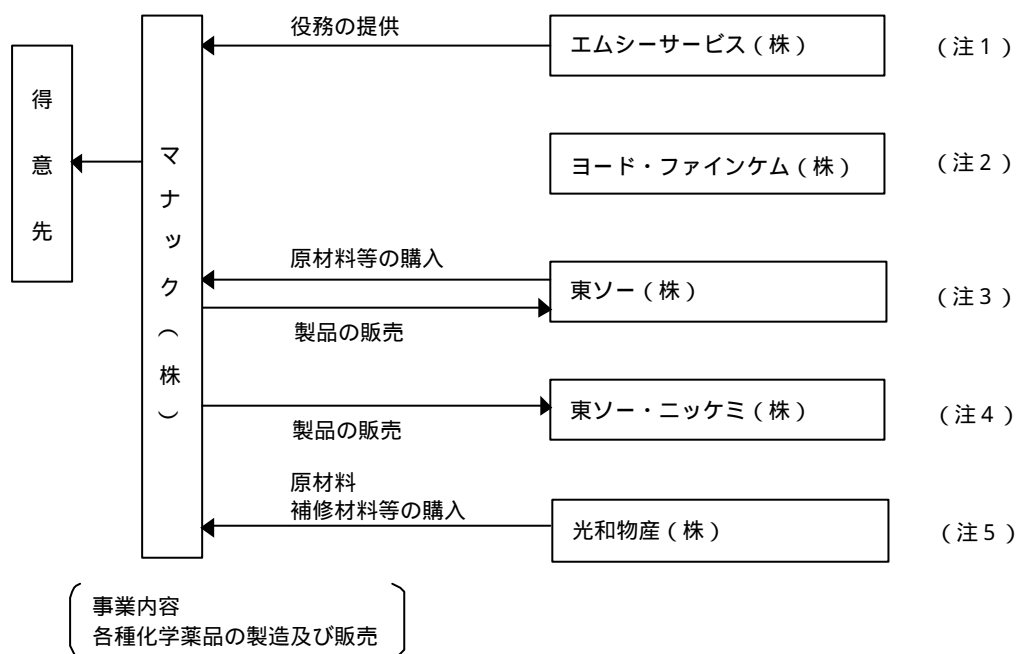 役務の提供
エムシーサービス(株)
(注1)
得意先
マナック(株)
ヨード・ファインケム(株)
(注2)
原材料等の購入
東ソー(株)
(注3)
製品の販売
東ソー・ニッケミ(株)
(注4)
製品の販売
原材料
補修材料等の購入
光和物産(株)
(注5)
事業内容
各種化学薬品の製造及び販売